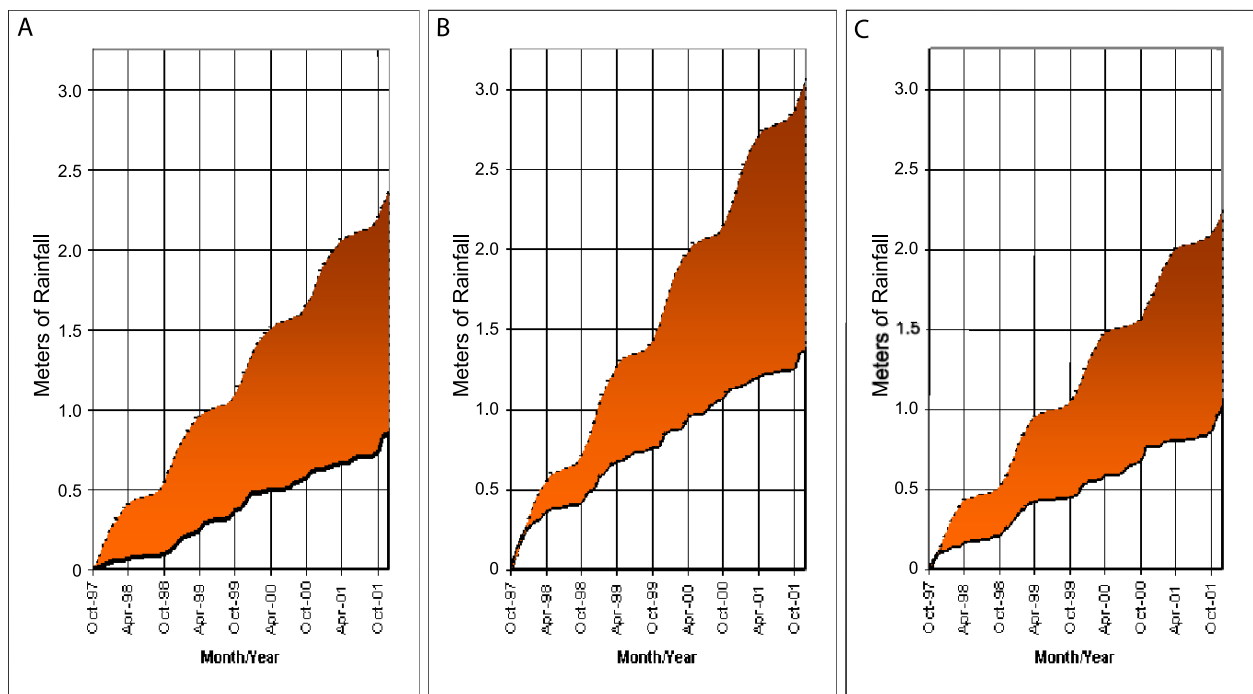 A
3.0
2.5
2.0
1.5
1.0
0.5
0
Meters of Rainfall
Oct-97
Apr-98
Oct-98
Apr-99
Oct-99
Apr-00
Oct-00
Apr-01
Oct-01
Month/Year
B
3.0
2.5
2.0
1.5
1.0
0.5
0
Meters of Rainfall
Oct-97
Apr-98
Oct-98
Apr-99
Oct-99
Apr-00
Oct-00
Apr-01
Oct-01
Month/Year
C
3.0
2.5
2.0
1.5
1.0
0.5
0
Meters of Rainfall
Oct-97
Apr-98
Oct-98
Apr-99
Oct-99
Apr-00
Oct-00
Apr-01
Oct-01
Month/Year